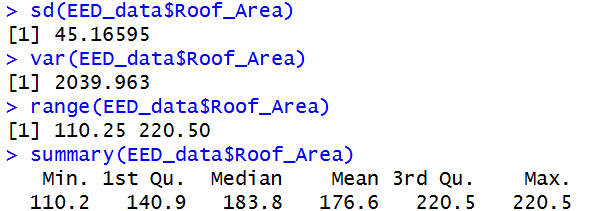 > sd(EED_data$Roof_Area)
[1] 45.16595
> var(EED_data$Roof_Area)
[1] 2039.963
> range(EED_data$Roof_Area)
[1] 110.25 220.50
> summary(EED_data$Roof_Area)
   Min. 1st Qu.  Median    Mean 3rd Qu.    Max.
  110.2   140.9   183.8   176.6   220.5   220.5